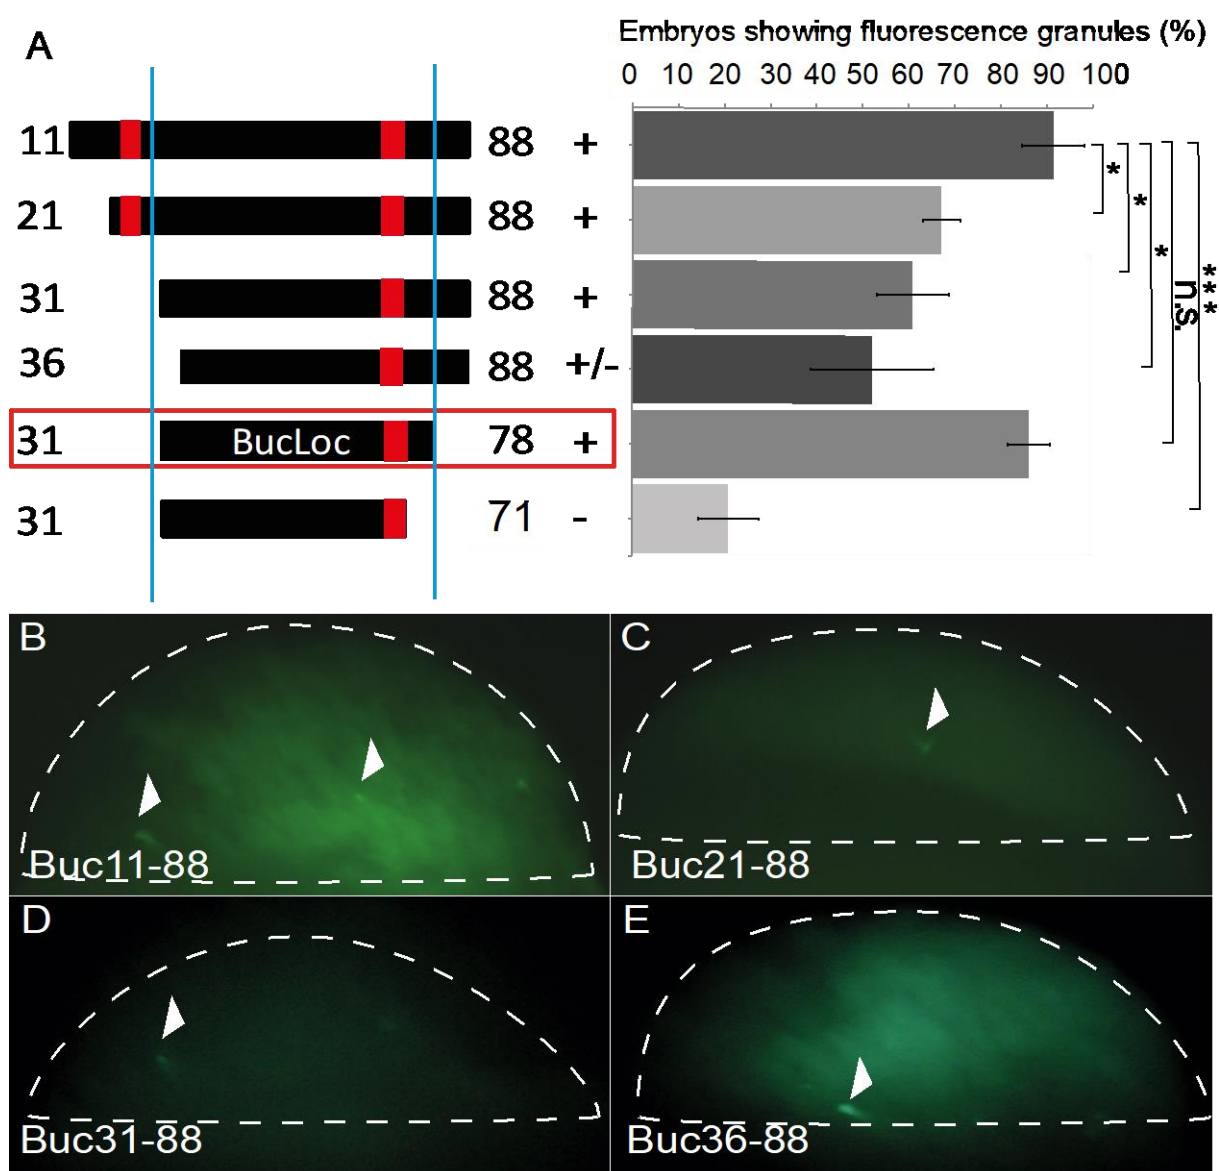 A
Embryos showing fluorescence granules (%)
0 10 20 30 40 50 60 70 80 90 100
11 88 +
21 88 +
31 88 +
36 88 +/-
31 BucLoc 78 +
31 71 -
*
*
*
n.s.
***
B
Buc11-88
C
Buc21-88
D
Buc31-88
E
Buc36-88